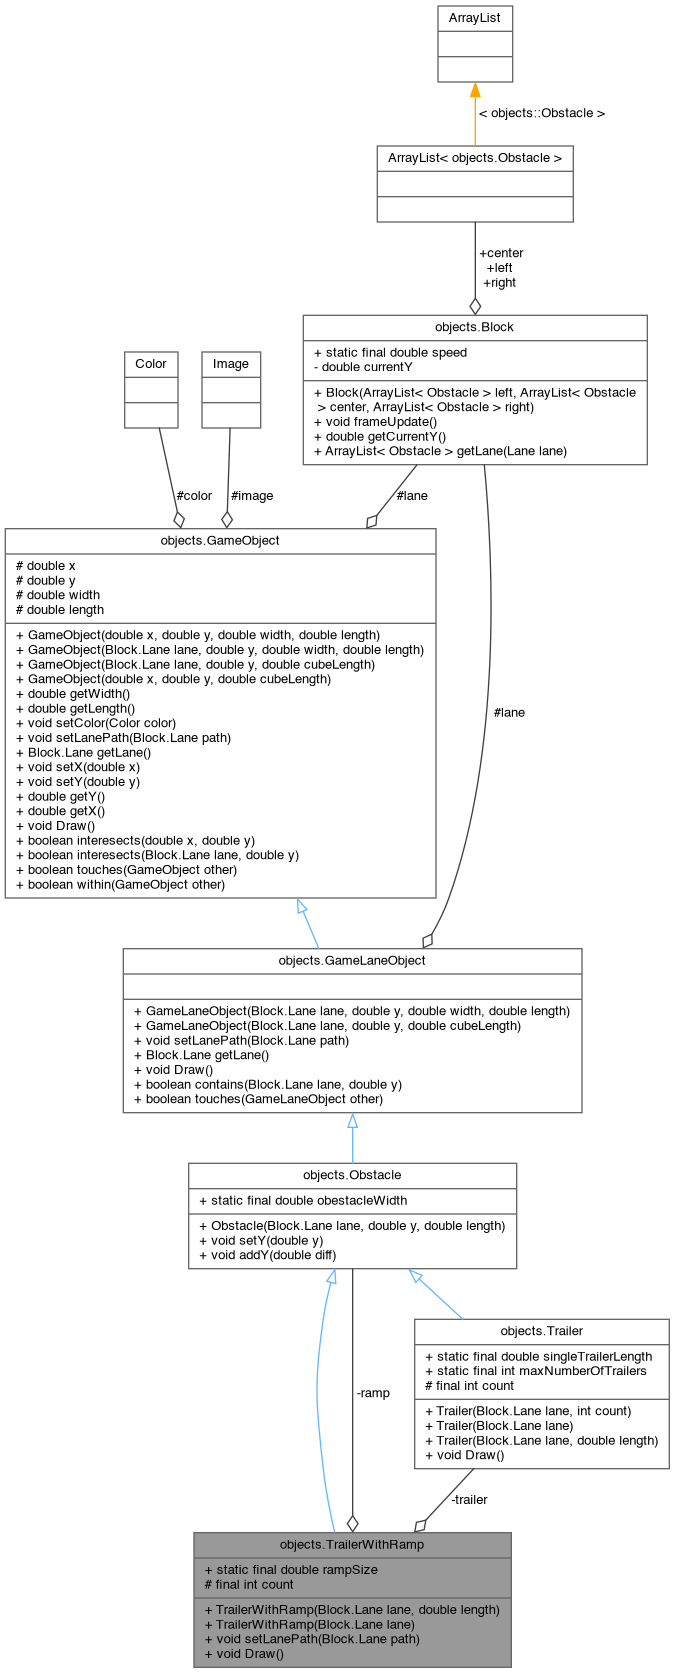 ArrayList
< objects::Obstacle >
ArrayList< objects.Obstacle >
+center
+left
+right
objects.Block
+ static final double speed
- double currentY
+ Block(ArrayList< Obstacle > left, ArrayList< Obstacle
> center, ArrayList< Obstacle > right)
+ void frameUpdate()
+ double getCurrentY()
+ ArrayList< Obstacle > getLane(Lane lane)
Color
Image
#color
#image
#lane
objects.GameObject
# double x
# double y
# double width
# double length
+ GameObject(double x, double y, double width, double length)
+ GameObject(Block.Lane lane, double y, double width, double length)
+ GameObject(Block.Lane lane, double y, double cubeLength)
+ GameObject(double x, double y, double cubeLength)
+ double getWidth()
+ double getLength()
+ void setColor(Color color)
+ void setLanePath(Block.Lane path)
+ Block.Lane getLane()
+ void setX(double x)
+ void setY(double y)
+ double getY()
+ double getX()
+ void Draw()
+ boolean interesects(double x, double y)
+ boolean interesects(Block.Lane lane, double y)
+ boolean touches(GameObject other)
+ boolean within(GameObject other)
#lane
objects.GameLaneObject
+ GameLaneObject(Block.Lane lane, double y, double width, double length)
+ GameLaneObject(Block.Lane lane, double y, double cubeLength)
+ void setLanePath(Block.Lane path)
+ Block.Lane getLane()
+ void Draw()
+ boolean contains(Block.Lane lane, double y)
+ boolean touches(GameLaneObject other)
objects.Obstacle
+ static final double obestacleWidth
+ Obstacle(Block.Lane lane, double y, double length)
+ void setY(double y)
+ void addY(double diff)
objects.Trailer
+ static final double singleTrailerLength
+ static final int maxNumberOfTrailers
# final int count
+ Trailer(Block.Lane lane, int count)
+ Trailer(Block.Lane lane)
+ Trailer(Block.Lane lane, double length)
+ void Draw()
-ramp
-trailer
objects.TrailerWithRamp
+ static final double rampSize
# final int count
+ TrailerWithRamp(Block.Lane lane, double length)
+ TrailerWithRamp(Block.Lane lane)
+ void setLanePath(Block.Lane path)
+ void Draw()